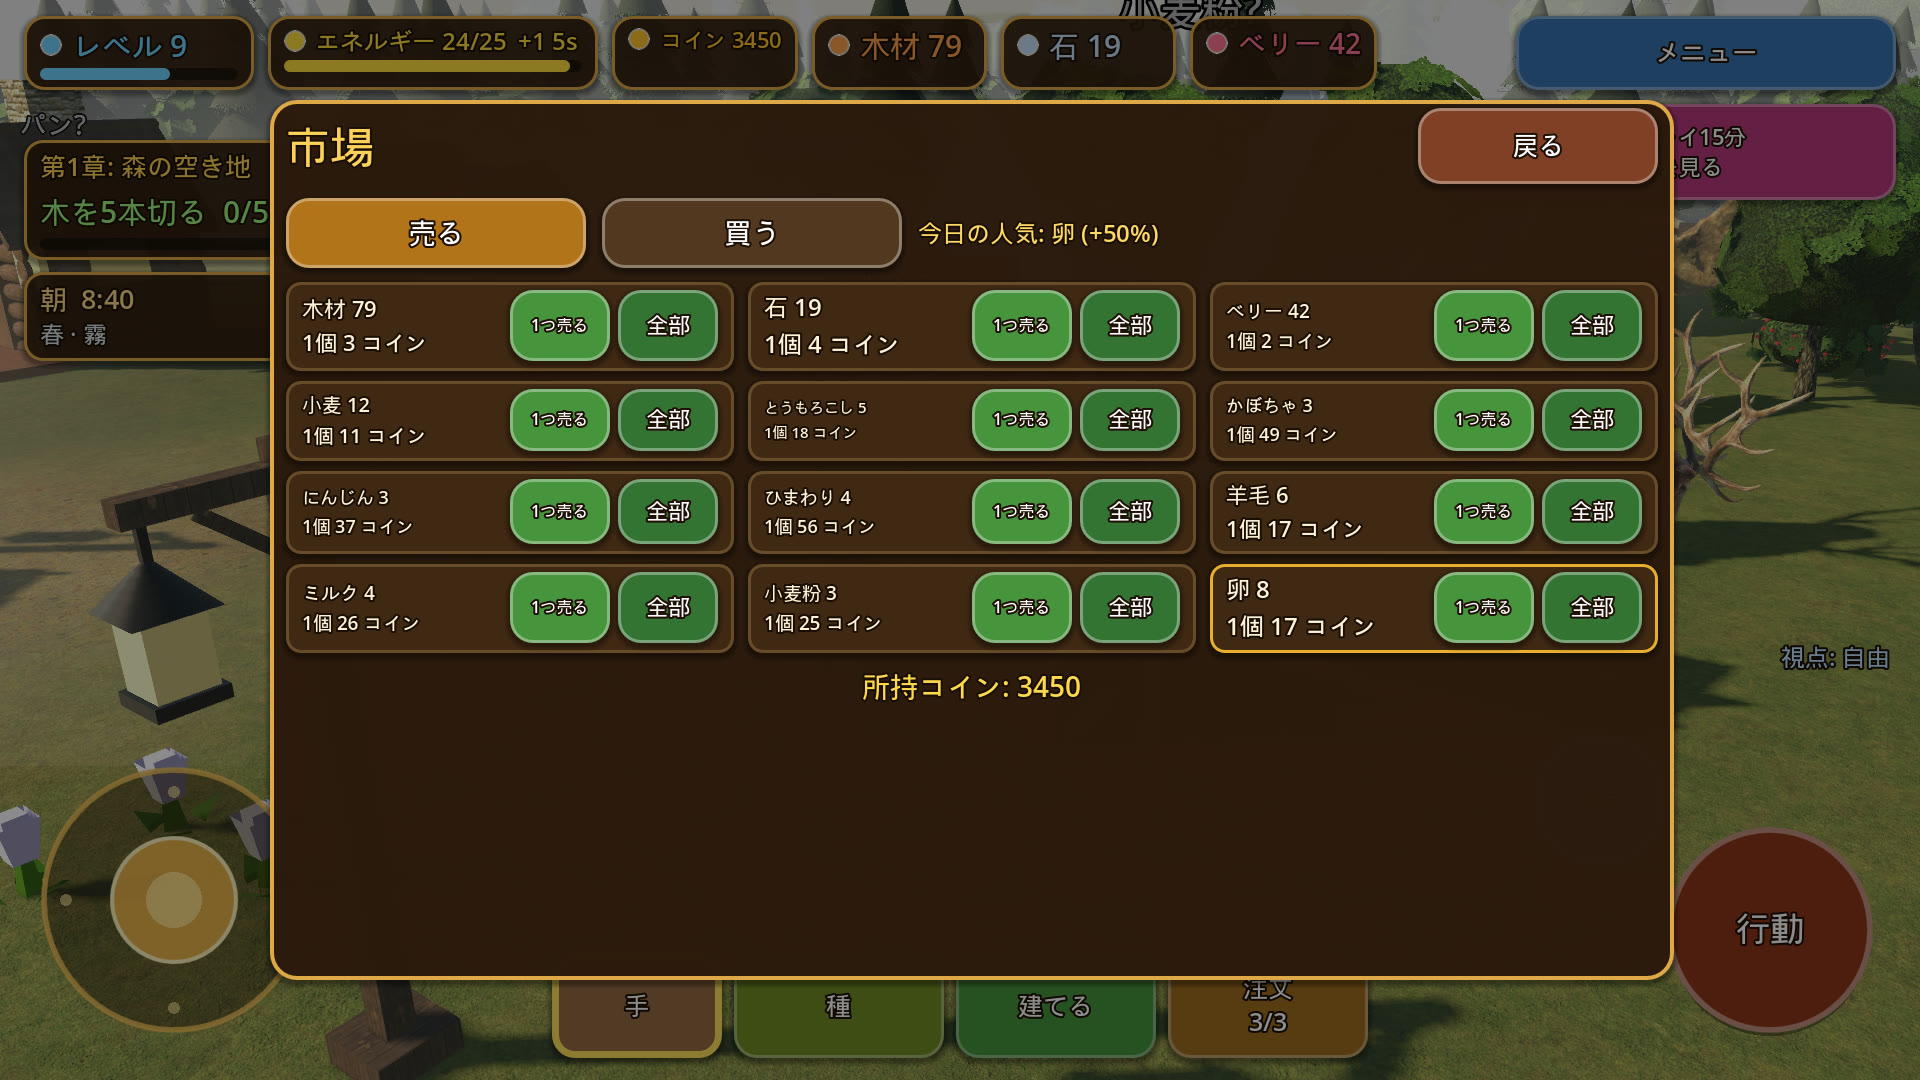 レベル 9
エネルギー 24/25 +1 5s
コイン 3450
木材 79
石 19
ベリー 42
メニュー
小麦粉?
パン?
第1章: 森の空き地
木を5本切る 0/5
朝 8:40
春 · 霧
市場
戻る
イ15分
見る
売る
買う
今日の人気: 卵 (+50%)
木材 79
1個 3 コイン
1つ売る
全部
石 19
1個 4 コイン
1つ売る
全部
ベリー 42
1個 2 コイン
1つ売る
全部
小麦 12
1個 11 コイン
1つ売る
全部
とうもろこし 5
1個 18 コイン
1つ売る
全部
かぼちゃ 3
1個 49 コイン
1つ売る
全部
にんじん 3
1個 37 コイン
1つ売る
全部
ひまわり 4
1個 56 コイン
1つ売る
全部
羊毛 6
1個 17 コイン
1つ売る
全部
ミルク 4
1個 26 コイン
1つ売る
全部
小麦粉 3
1個 25 コイン
1つ売る
全部
卵 8
1個 17 コイン
1つ売る
全部
所持コイン: 3450
視点: 自由
行動
手
種
建てる
注文
3/3